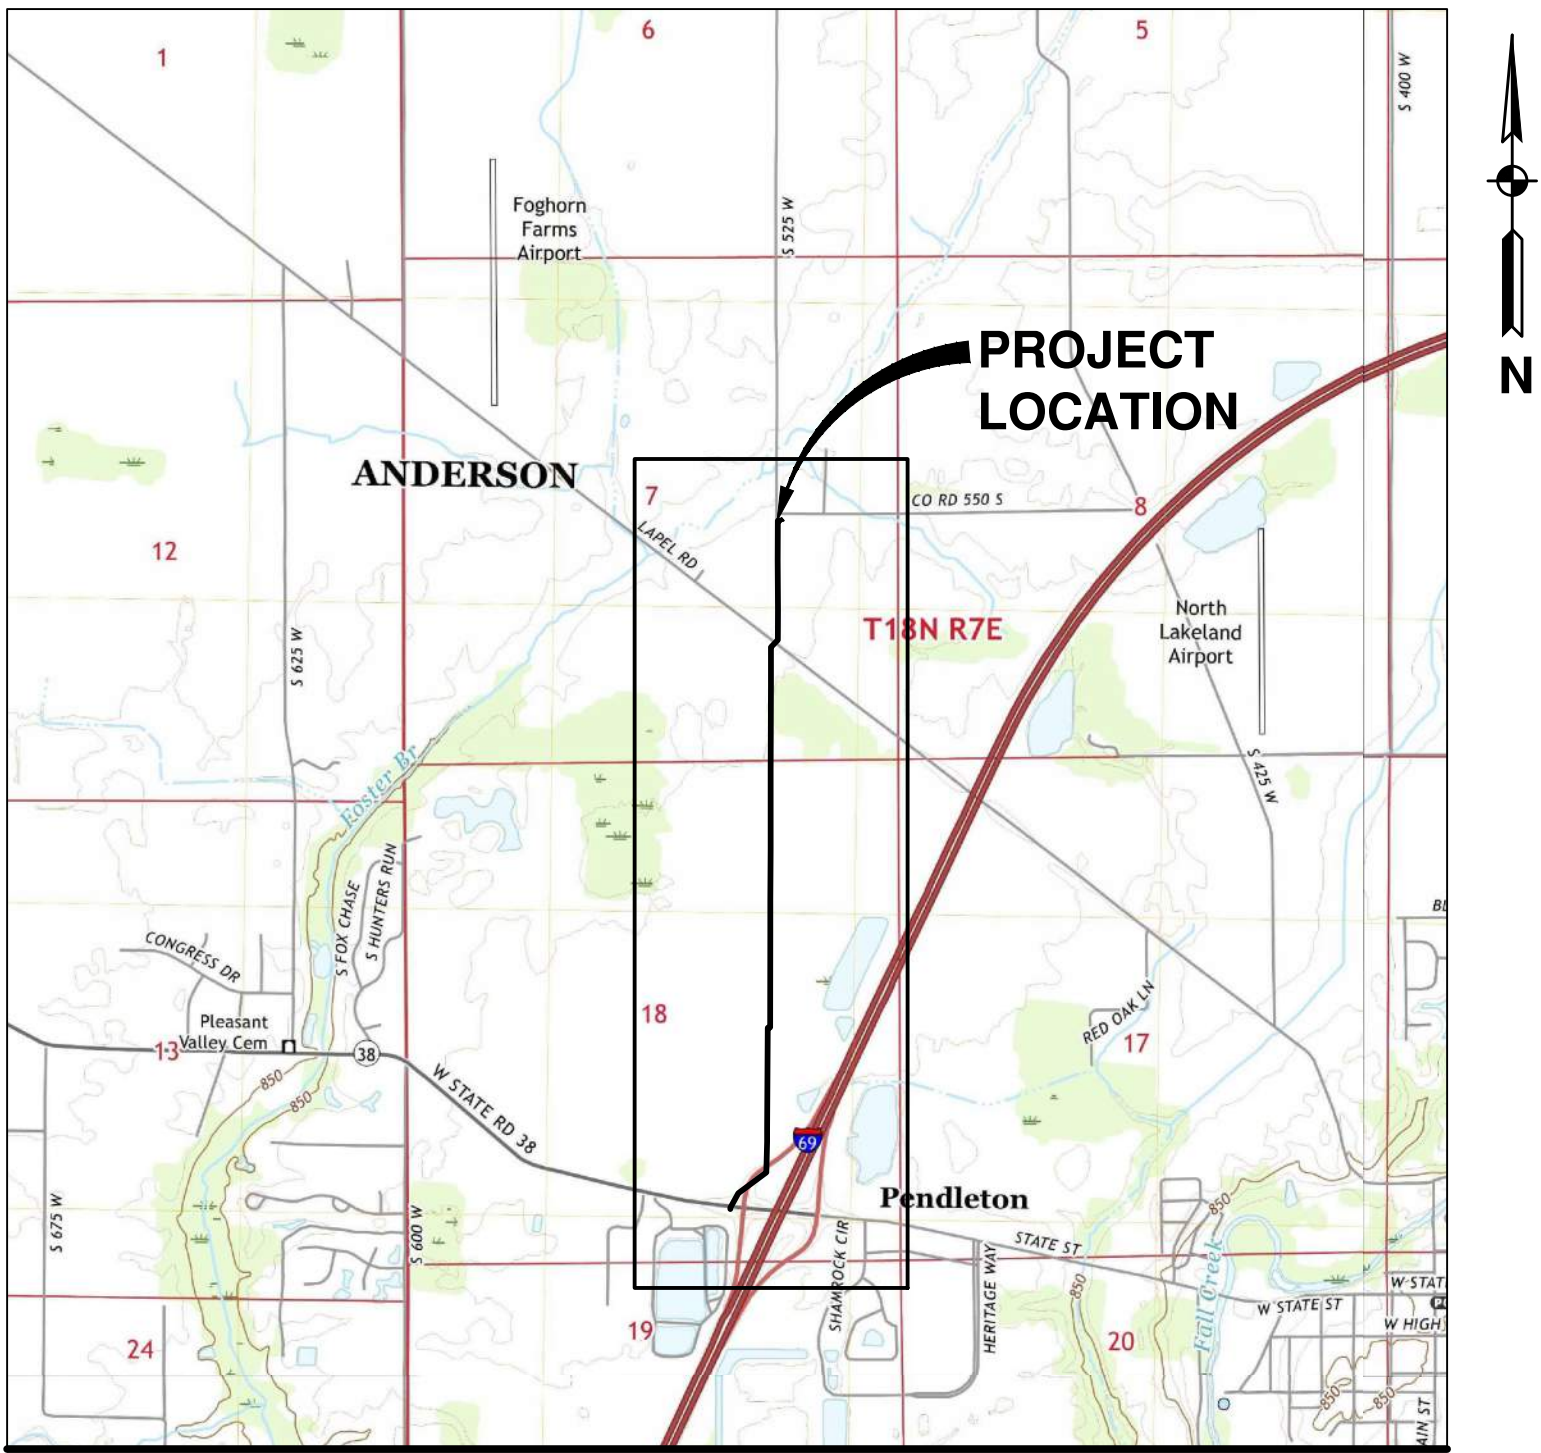 1
6
5
S 400 W
Foghorn
Farms
Airport
S 525 W
PROJECT
LOCATION
N
ANDERSON
7
CO RD 550 S
8
LAPEL RD
12
T18N R7E
North
Lakeland
Airport
S 625 W
Foster Br
S 425 W
S FOX CHASE
S HUNTERS RUN
CONGRESS DR
18
RED OAK LN
17
Pleasant
Valley Cem
13
38
W STATE RD 38
850
850
69
Pendleton
S 675 W
S 600 W
SHAMROCK CIR
HERITAGE WAY
STATE ST
850
850
Fall Creek
W STAT
W STATE ST
W HIGH
19
20
24
850
850
AIN ST